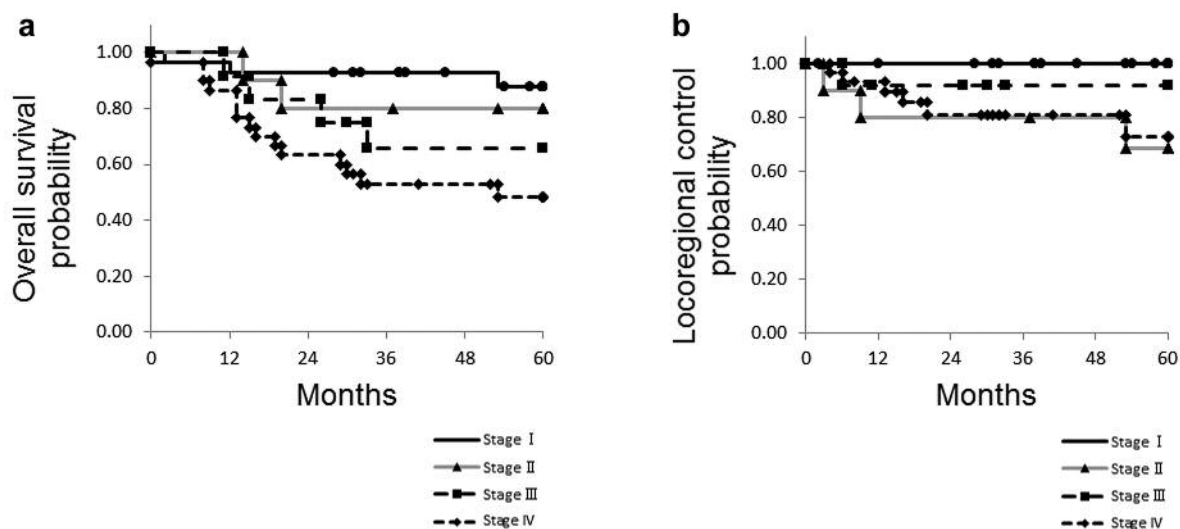 a
Overall survival
probability
1.00
0.80
0.60
0.40
0.20
0.00
0 12 24 36 48 60
Months
Stage Ⅰ
Stage Ⅱ
Stage Ⅲ
Stage Ⅳ
b
Locoregional control
probability
1.00
0.80
0.60
0.40
0.20
0.00
0 12 24 36 48 60
Months
Stage Ⅰ
Stage Ⅱ
Stage Ⅲ
Stage Ⅳ